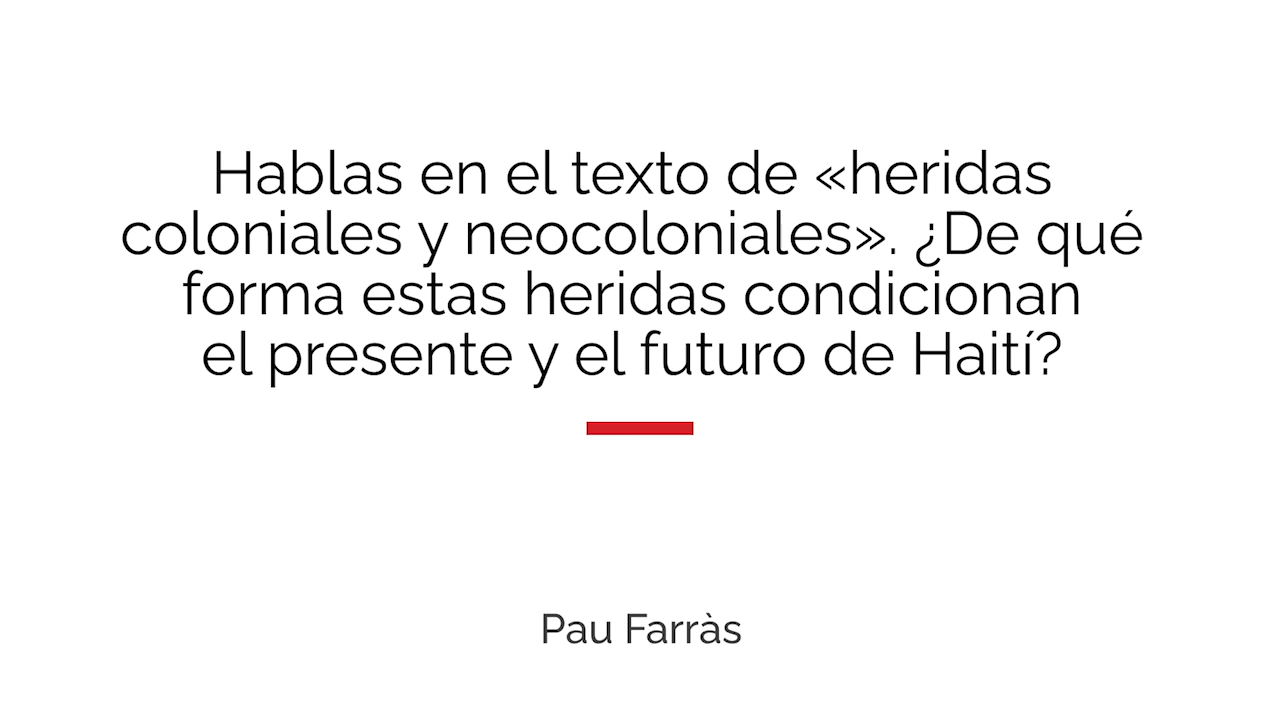 Hablas en el texto de «heridas
coloniales y neocoloniales». ¿De qué
forma estas heridas condicionan
el presente y el futuro de Haití?
Pau Farràs